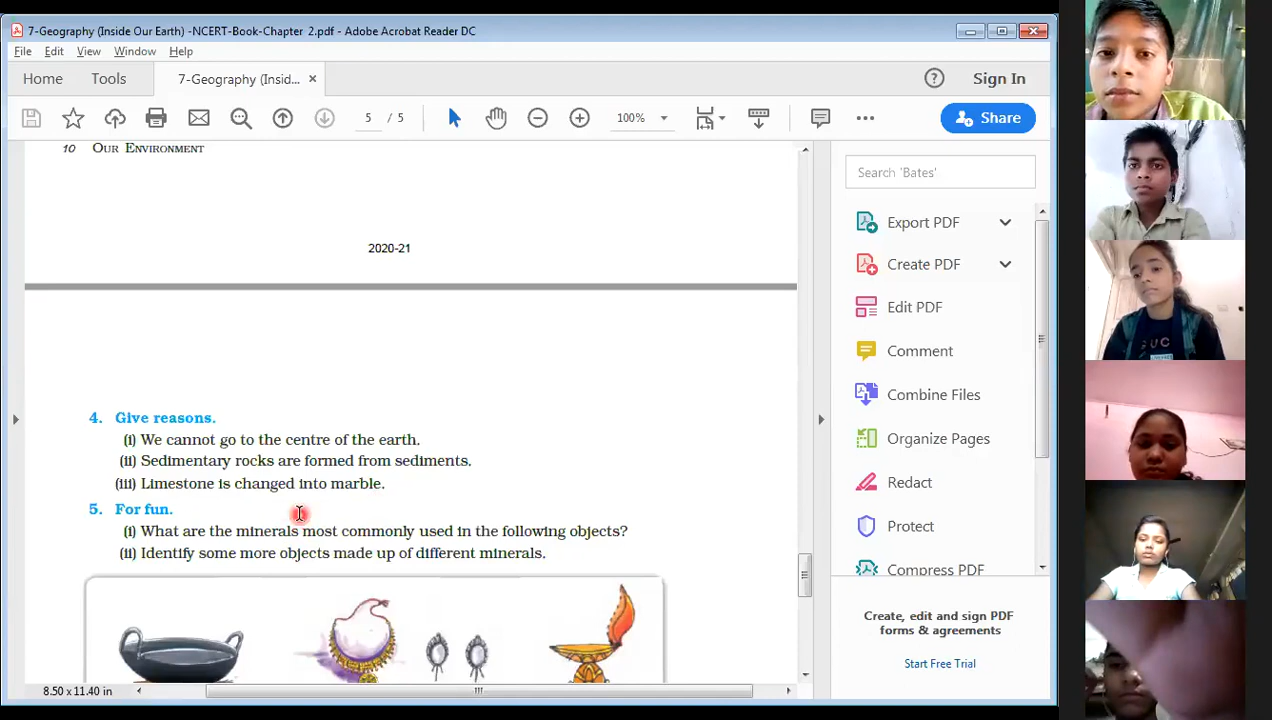 7-Geography (Inside Our Earth) -NCERT-Book-Chapter 2.pdf - Adobe Acrobat Reader DC
File Edit View Window Help
Home Tools 7-Geography (Insid... × Sign In
5 / 5 100% Share
10 OUR ENVIRONMENT
2020-21
4. Give reasons.
(i) We cannot go to the centre of the earth.
(ii) Sedimentary rocks are formed from sediments.
(iii) Limestone is changed into marble.
5. For fun.
(i) What are the minerals most commonly used in the following objects?
(ii) Identify some more objects made up of different minerals.
8.50 x 11.40 in
Search 'Bates'
Export PDF
Create PDF
Edit PDF
Comment
Combine Files
Organize Pages
Redact
Protect
Compress PDF
Create, edit and sign PDF
forms & agreements
Start Free Trial